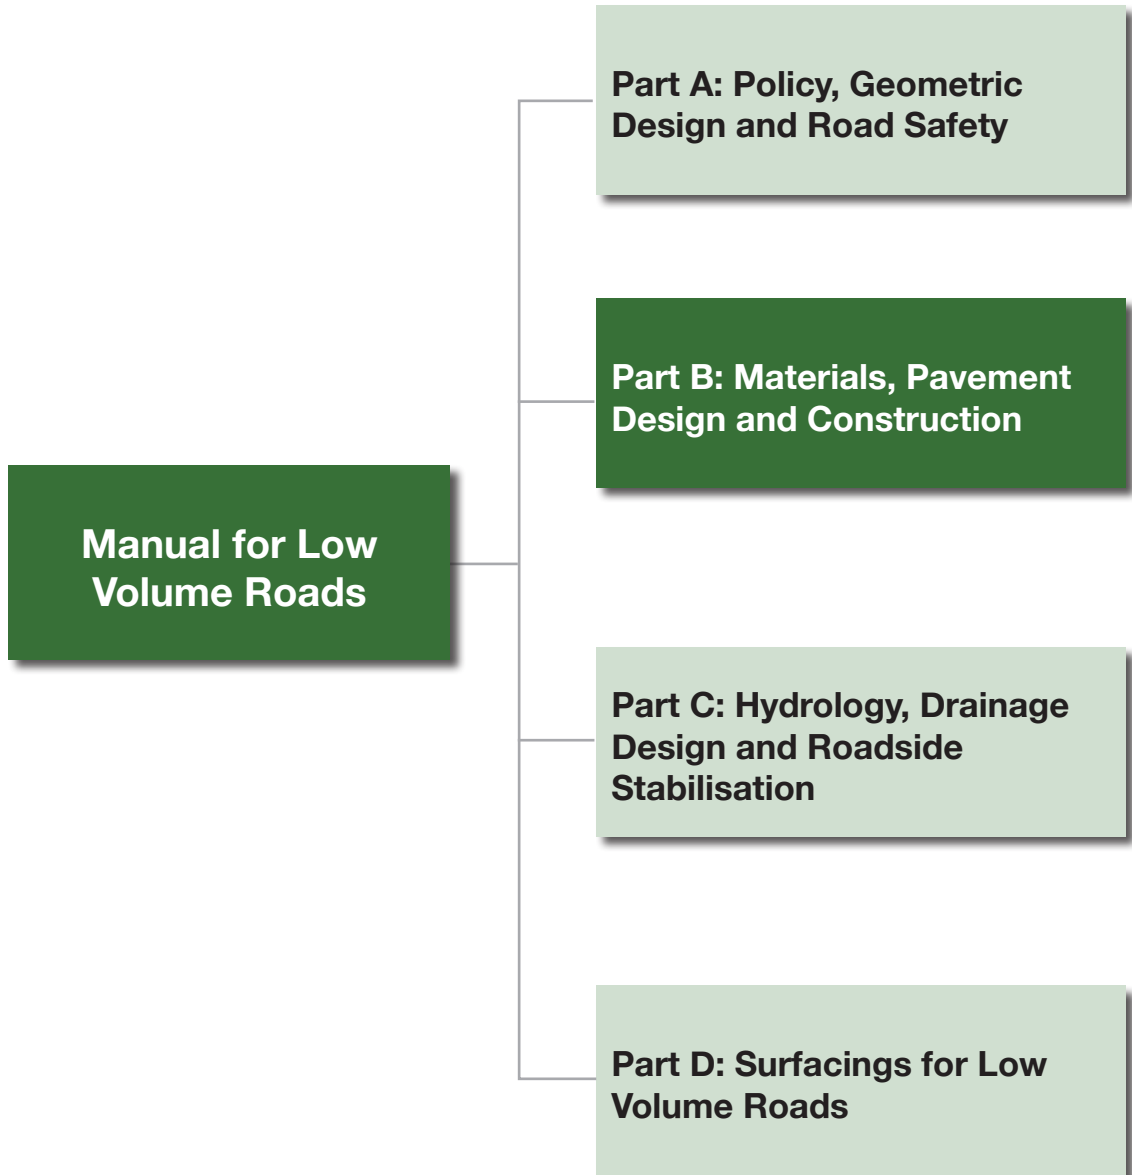 Part A: Policy, Geometric
Design and Road Safety
Part B: Materials, Pavement
Design and Construction
Manual for Low
Volume Roads
Part C: Hydrology, Drainage
Design and Roadside
Stabilisation
Part D: Surfacings for Low
Volume Roads